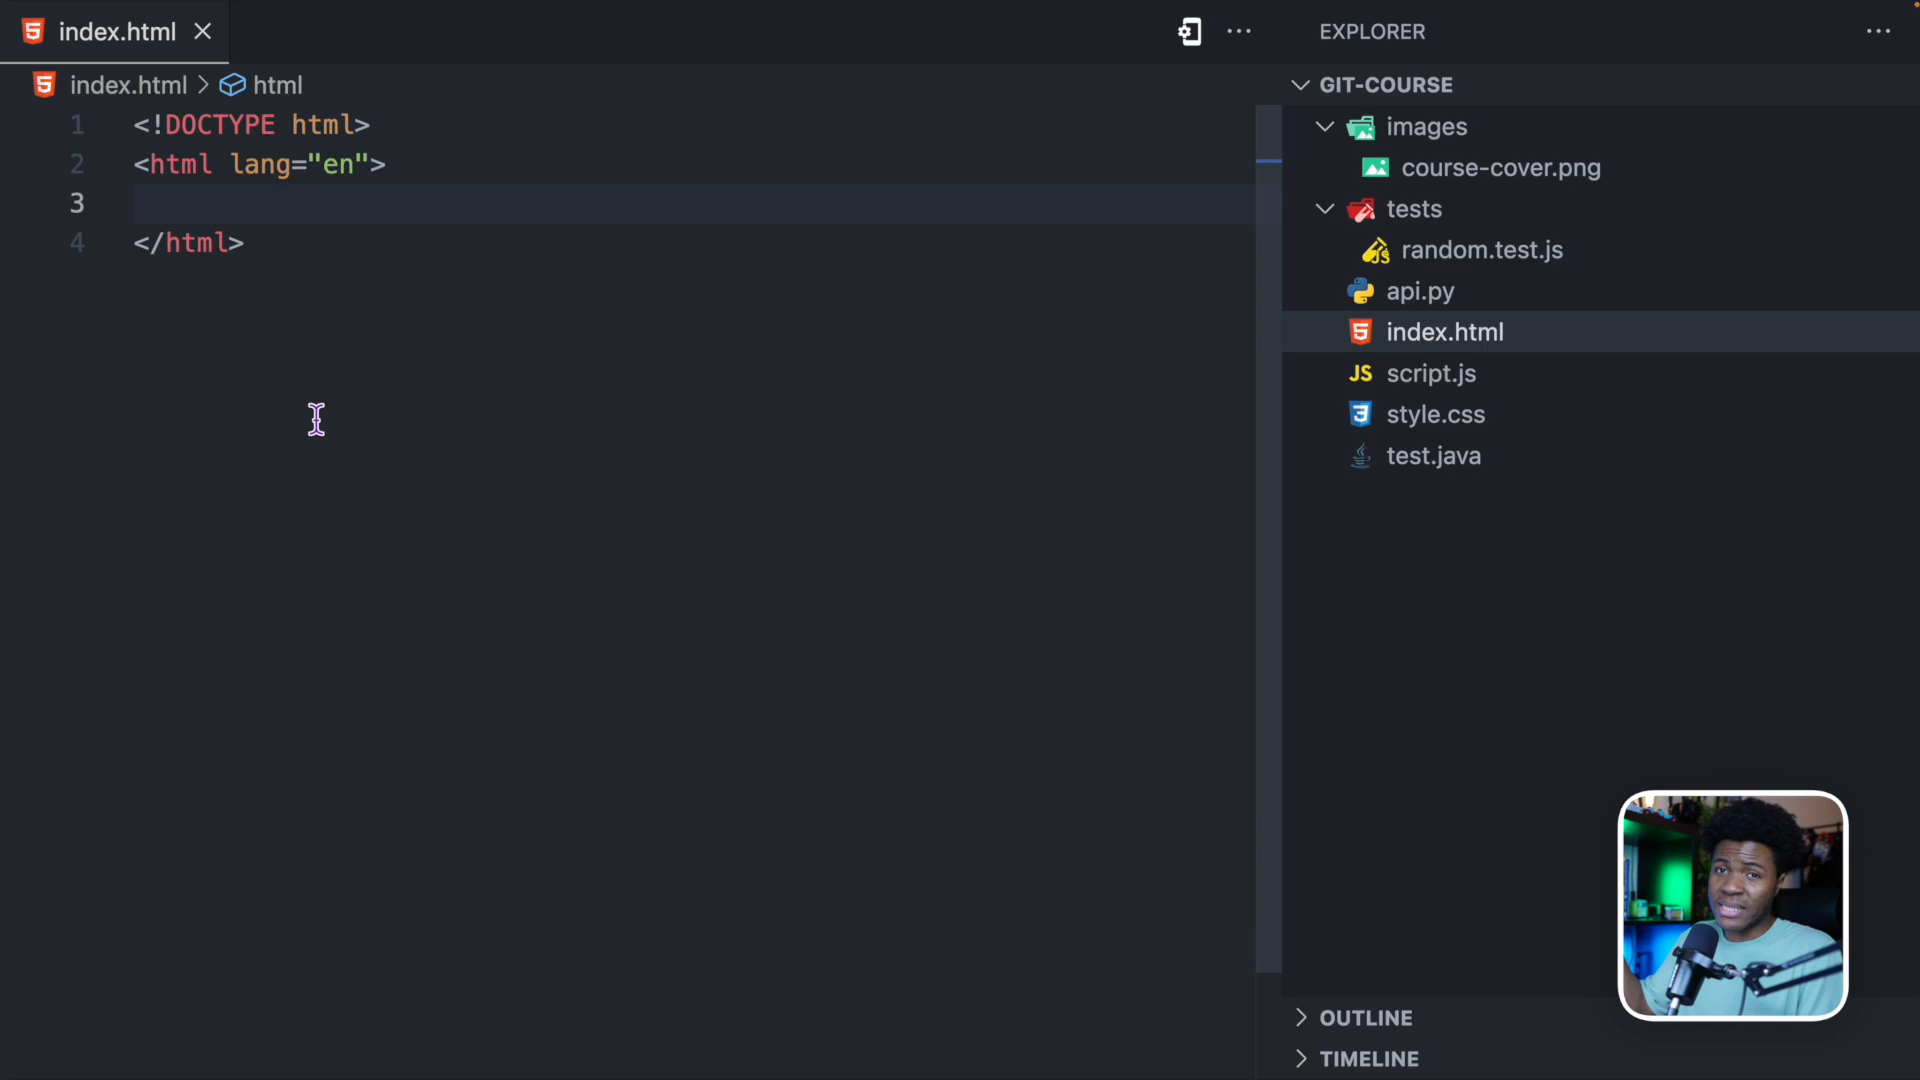 index.html
index.html > html
1 <!DOCTYPE html>
2 <html lang="en">
3
4 </html>
EXPLORER
GIT-COURSE
images
course-cover.png
tests
random.test.js
api.py
index.html
JS script.js
style.css
test.java
OUTLINE
TIMELINE